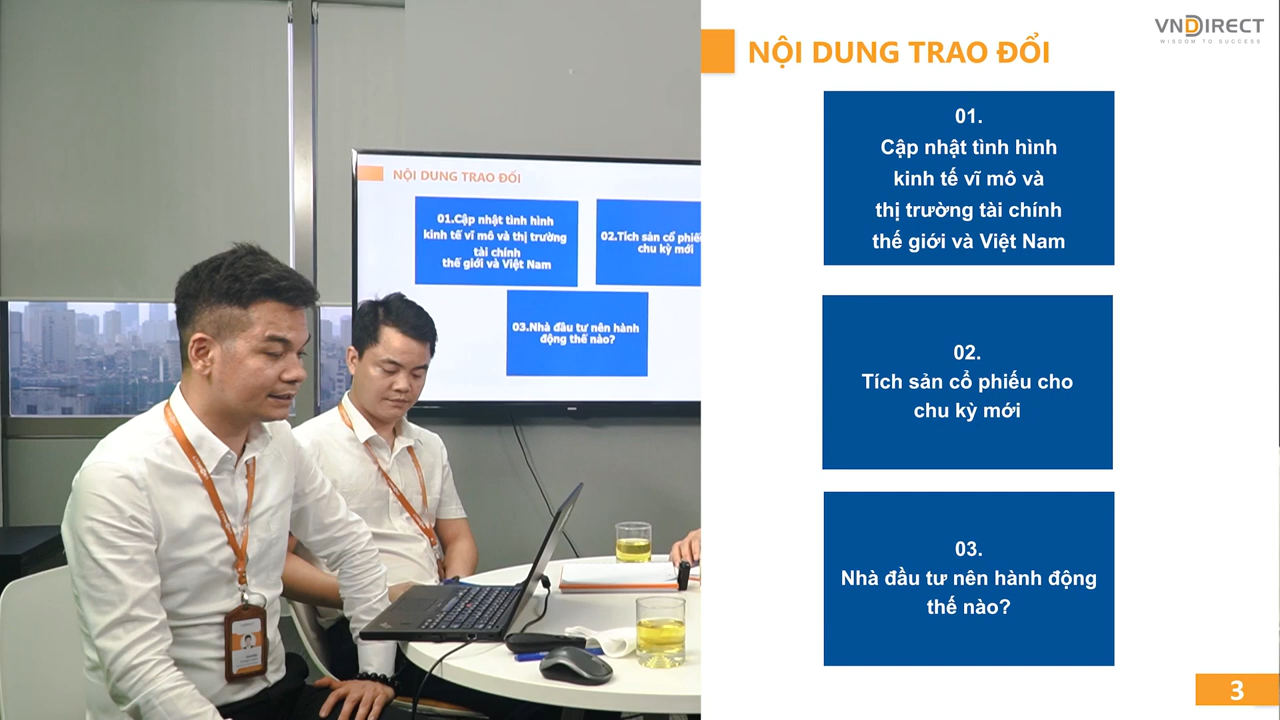 NỘI DUNG TRAO ĐỔI
01.Cập nhật tình hình
kinh tế vĩ mô và thị trường
tài chính
thế giới và Việt Nam
02.Tích sản cổ phiế
chu kỳ mới
03.Nhà đầu tư nên hành
động thế nào?
VNDIRECT
WISDOM TO SUCCESS
NỘI DUNG TRAO ĐỔI
01.
Cập nhật tình hình
kinh tế vĩ mô và
thị trường tài chính
thế giới và Việt Nam
02.
Tích sản cổ phiếu cho
chu kỳ mới
03.
Nhà đầu tư nên hành động
thế nào?
3